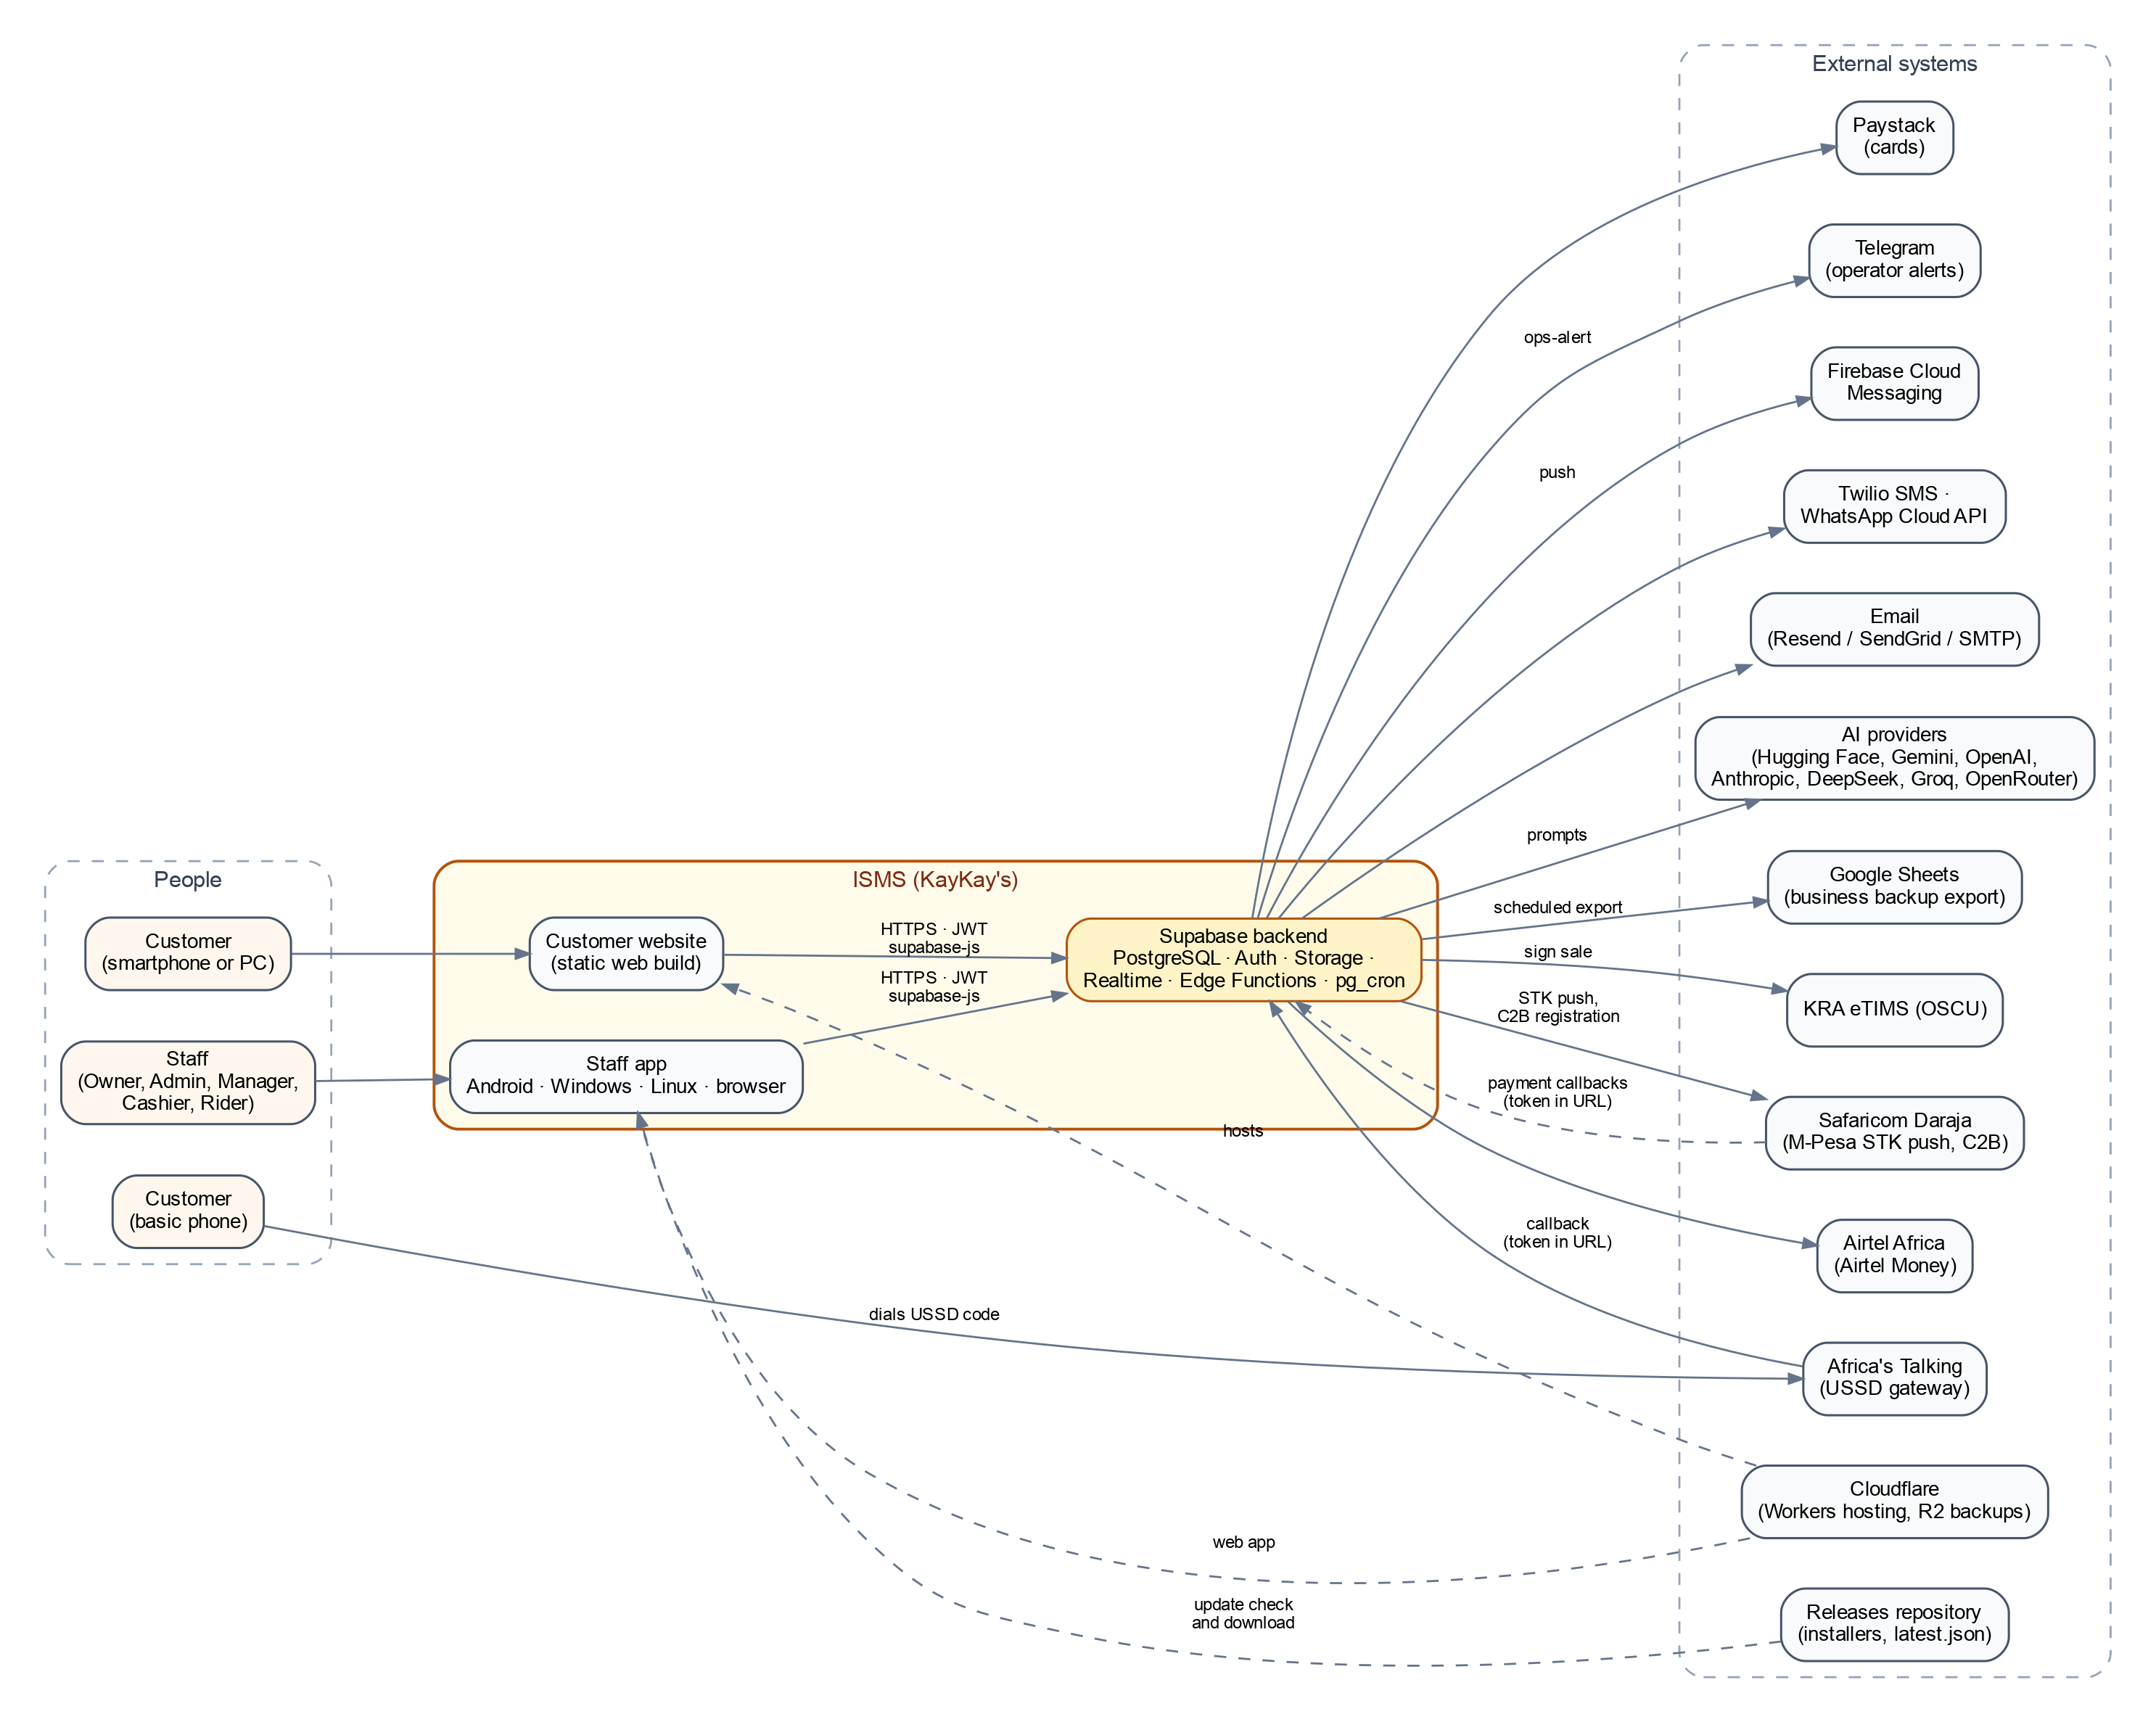 External systems
Paystack
(cards)
Telegram
(operator alerts)
ops-alert
Firebase Cloud
Messaging
push
Twilio SMS ·
WhatsApp Cloud API
Email
(Resend / SendGrid / SMTP)
AI providers
(Hugging Face, Gemini, OpenAI,
Anthropic, DeepSeek, Groq, OpenRouter)
prompts
Google Sheets
(business backup export)
scheduled export
People
ISMS (KayKay's)
Customer
(smartphone or PC)
Customer website
(static web build)
HTTPS · JWT
supabase-js
Supabase backend
PostgreSQL · Auth · Storage ·
Realtime · Edge Functions · pg_cron
sign sale
KRA eTIMS (OSCU)
HTTPS · JWT
supabase-js
STK push,
C2B registration
Staff
(Owner, Admin, Manager,
Cashier, Rider)
Staff app
Android · Windows · Linux · browser
payment callbacks
(token in URL)
Safaricom Daraja
(M-Pesa STK push, C2B)
hosts
Customer
(basic phone)
callback
(token in URL)
Airtel Africa
(Airtel Money)
dials USSD code
Africa's Talking
(USSD gateway)
Cloudflare
(Workers hosting, R2 backups)
web app
update check
and download
Releases repository
(installers, latest.json)